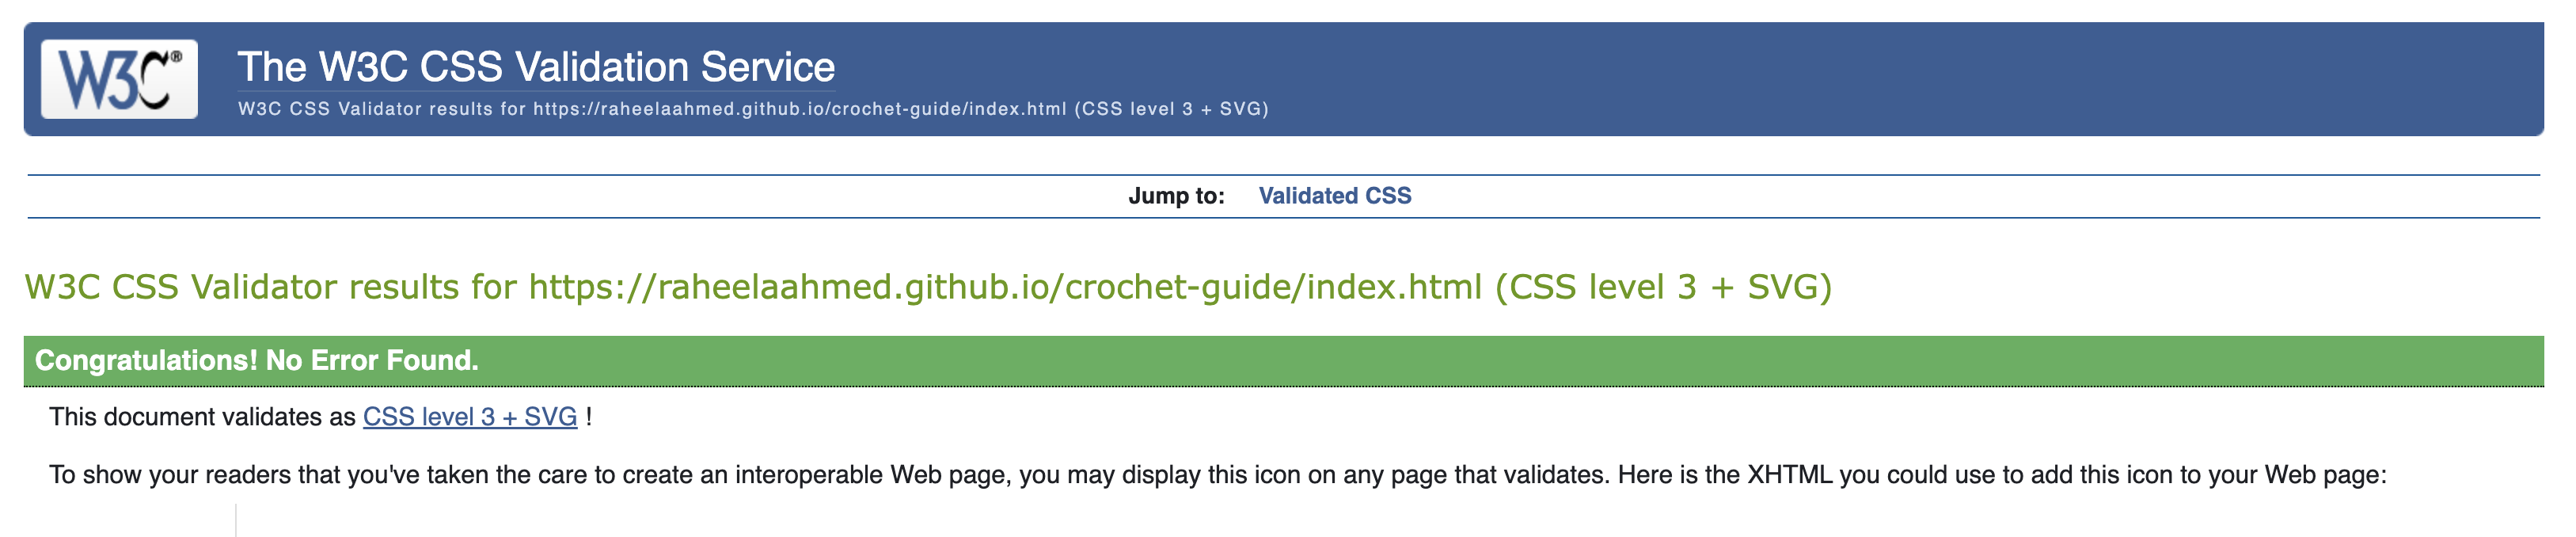 W3C®
The W3C CSS Validation Service
W3C CSS Validator results for https://raheelaahmed.github.io/crochet-guide/index.html (CSS level 3 + SVG)
Jump to: Validated CSS
W3C CSS Validator results for https://raheelaahmed.github.io/crochet-guide/index.html (CSS level 3 + SVG)
Congratulations! No Error Found.
This document validates as CSS level 3 + SVG !
To show your readers that you've taken the care to create an interoperable Web page, you may display this icon on any page that validates. Here is the XHTML you could use to add this icon to your Web page: